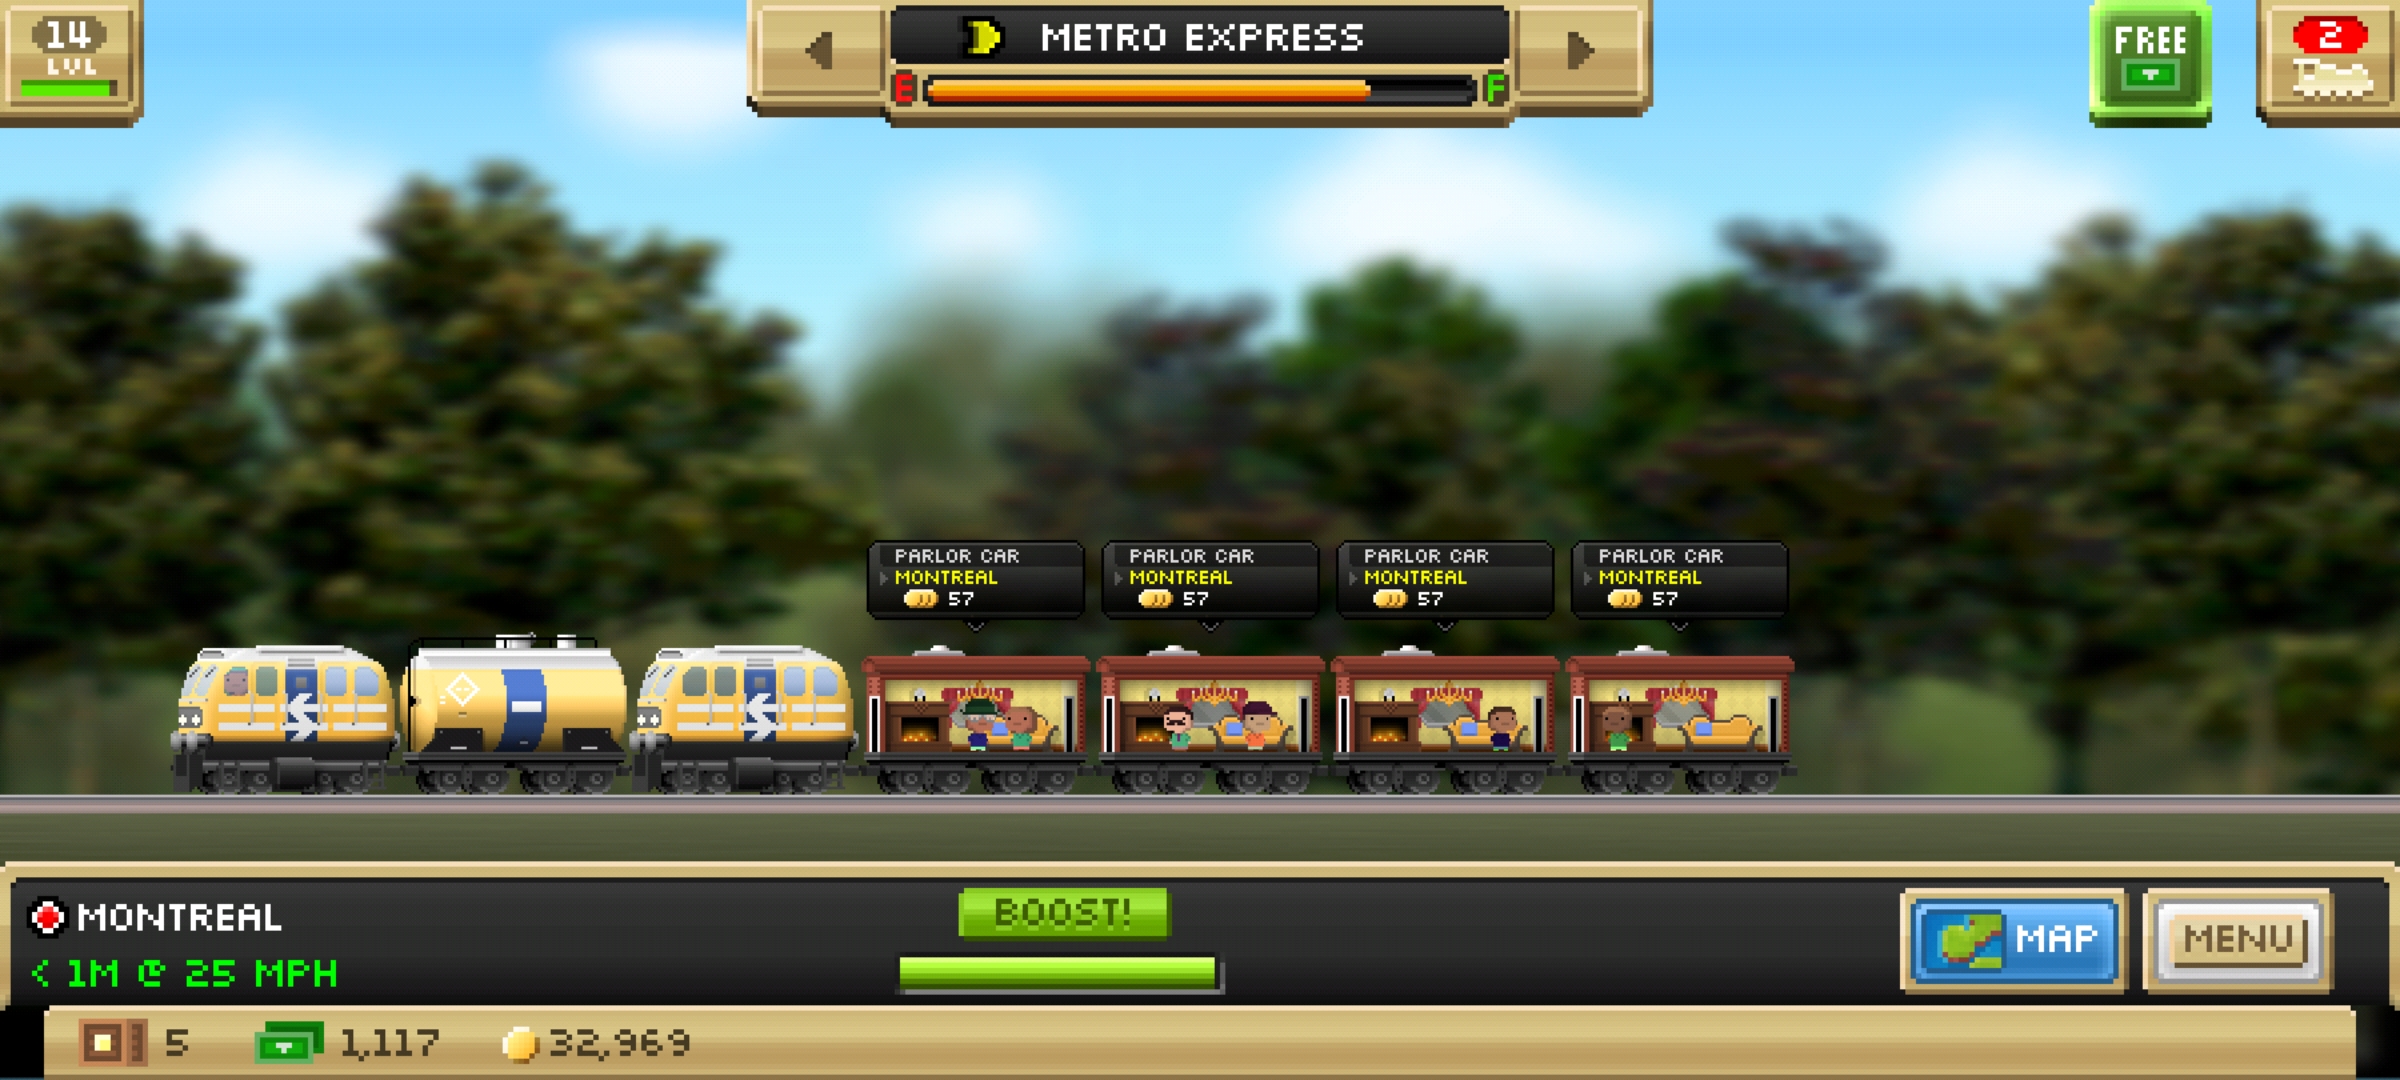 14
LVL
METRO EXPRESS
E F
FREE
2
PARLOR CAR
MONTREAL
57
PARLOR CAR
MONTREAL
57
PARLOR CAR
MONTREAL
57
PARLOR CAR
MONTREAL
57
MONTREAL
< 1M @ 25 MPH
BOOST!
MAP
MENU
5 1,117 32,969